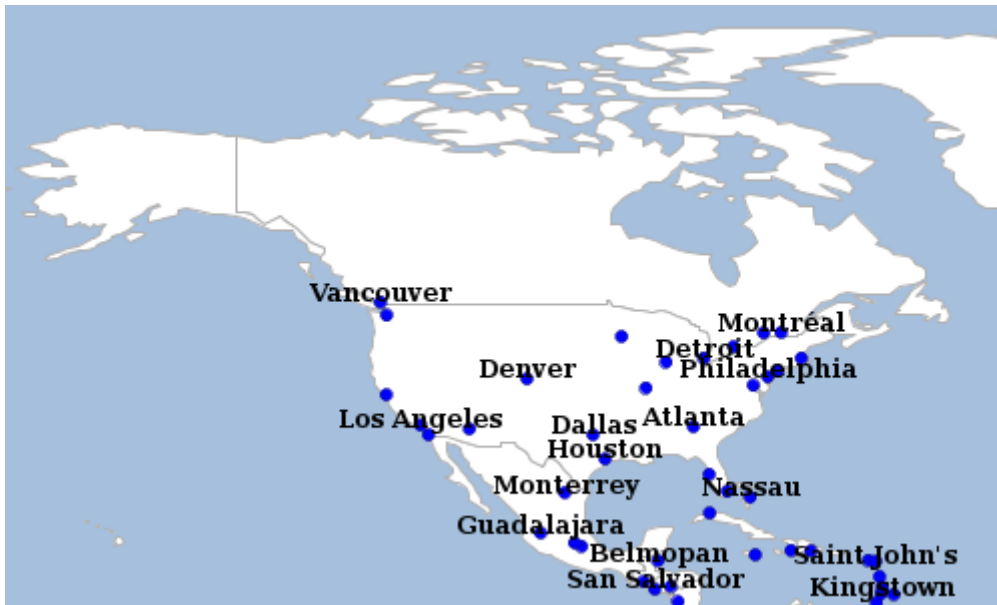 Vancouver
Montréal
Detroit
Denver
Philadelphia
Los Angeles
Dallas
Atlanta
Houston
Monterrey
Nassau
Guadalajara
Belmopan
Saint John's
San Salvador
Kingstown